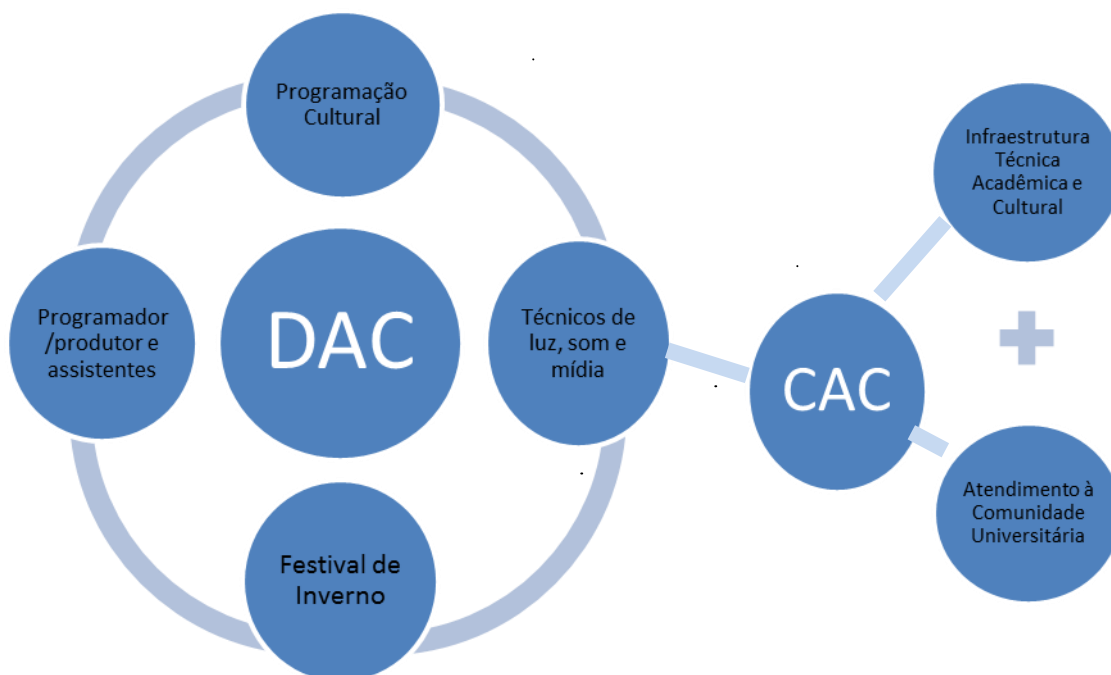 Programação
Cultural
Programador
/produtor e
assistentes
DAC
Técnicos de
luz, som e
mídia
Festival de
Inverno
CAC
Infraestrutura
Técnica
Acadêmica e
Cultural
Atendimento à
Comunidade
Universitária